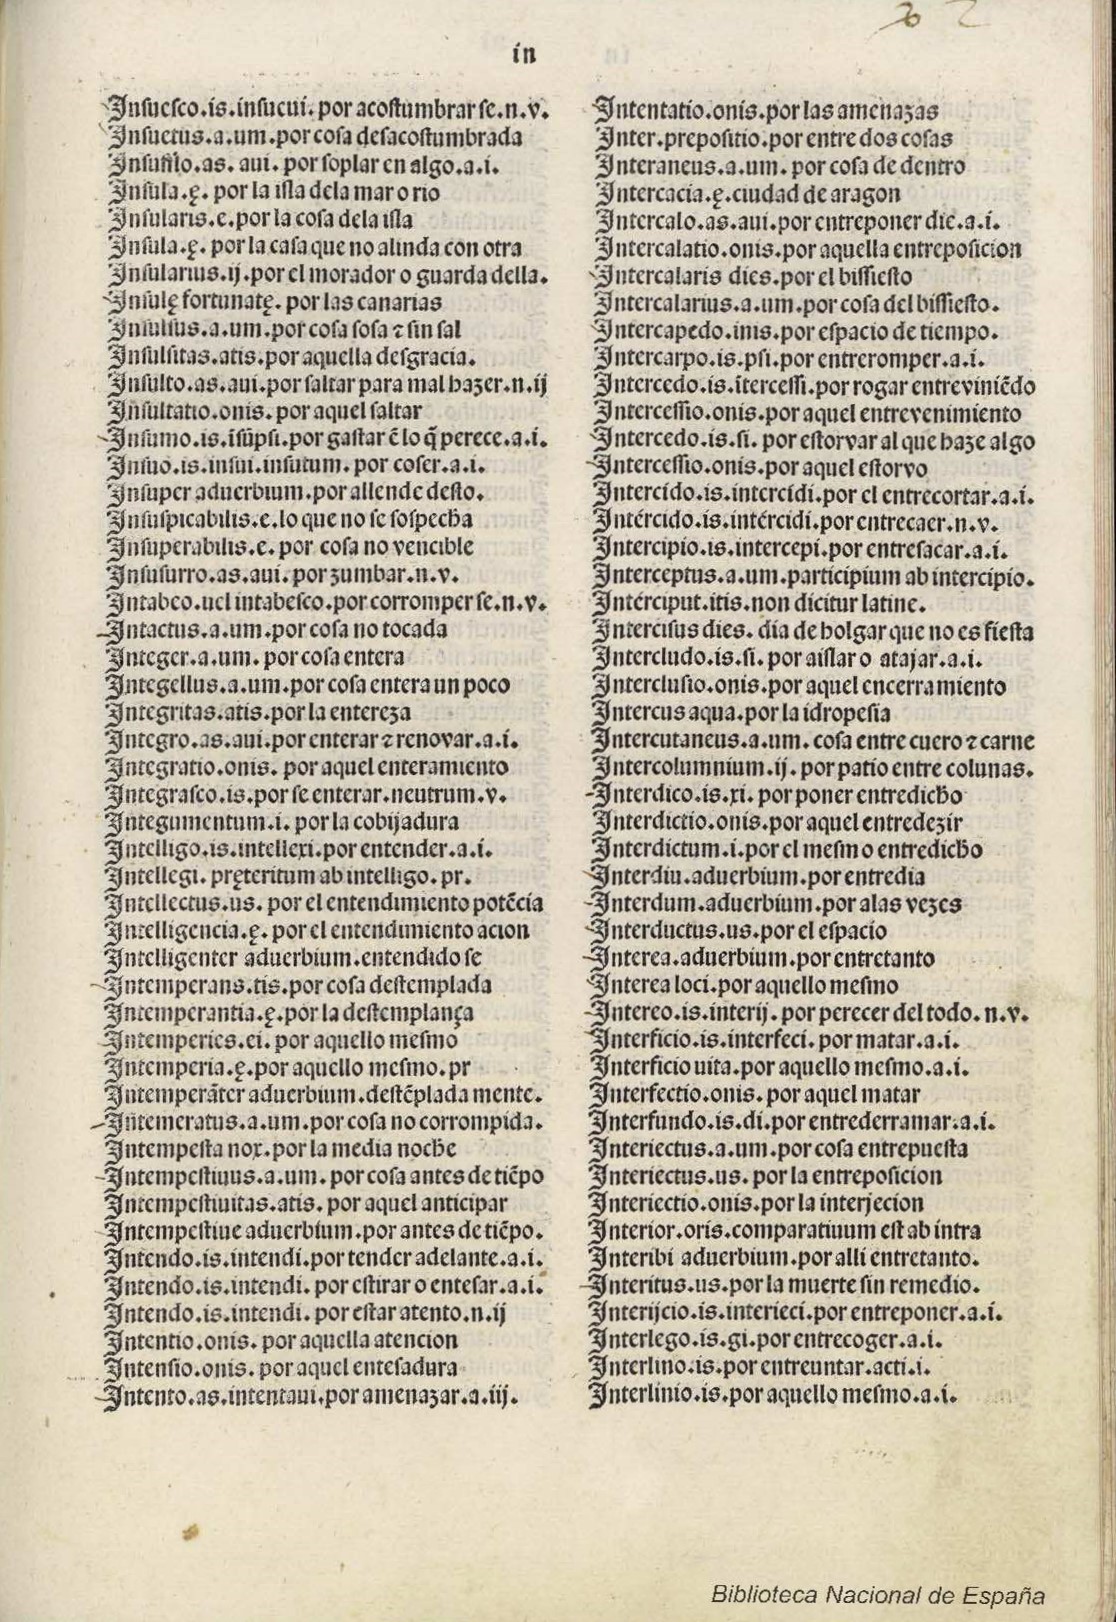 in
Insuesco.is.insueui.por acostumbrar se.n.v.
Insuetus.a.um.por cosa desacostumbrada
Insufflo.as.aui.por soplar en algo.a.i.
Insula.ę.por la isla dela mar o rio
Insularis.e.por la cosa dela isla
Insula.ę.por la casa que no alinda con otra
Insularius.ij.por el morador o guarda della.
Insulę fortunatę.por las canarias
Insulsus.a.um.por cosa sosa ⁊ sin sal
Insulsitas.atis.por aquella desgracia.
Insulto.as.aui.por saltar para mal hazer.n.ij
Insultatio.onis.por aquel saltar
Insumo.is.īsūpsi.por gastar ē lo q̄ perece.a.i.
Insuo.is.insui.insutum.por coser.a.i.
Insuper aduerbium.por allende desto.
Insuspicabilis.e.lo que no se sospecha
Insuperabilis.e.por cosa no vencible
Insusurro.as.aui.por zumbar.n.v.
Intabeo.uel intabesco.por corromper se.n.v.
Intactus.a.um.por cosa no tocada
Integer.a.um.por cosa entera
Integellus.a.um.por cosa entera un poco
Integritas.atis.por la entereza
Integro.as.aui.por enterar ⁊ renovar.a.i.
Integratio.onis.por aquel enteramiento
Integrasco.is.por se enterar.neutrum.v.
Integumentum.i.por la cobijadura
Intelligo.is.intellexi.por entender.a.i.
Intellegi.pręteritum ab intelligo.pr.
Intellectus.us.por el entendimiento potēcia
Intelligencia.ę.por el entendimiento acion
Intelligenter aduerbium.entendido se
Intemperans.tis.por cosa destemplada
Intemperantia.ę.por la destemplança
Intemperies.ei.por aquello mesmo
Intemperia.ę.por aquello mesmo.pr
Intemperāter aduerbium.destēplada mente.
Intemeratus.a.um.por cosa no corrompida.
Intempesta nox.por la media noche
Intempestiuus.a.um.por cosa antes de tiēpo
Intempestiuitas.atis.por aquel anticipar
Intempestiue aduerbium.por antes de tiēpo.
Intendo.is.intendi.por tender adelante.a.i.
Intendo.is.intendi.por estirar o entesar.a.i.
Intendo.is.intendi.por estar atento.n.ij
Intentio.onis.por aquella atencion
Intensio.onis.por aquel entesadura
Intento.as.intentaui.por amenazar.a.iij.
Intentatio.onis.por las amenazas
Inter.prepositio.por entre dos cosas
Interaneus.a.um.por cosa de dentro
Intercacia.ę.ciudad de aragon
Intercalo.as.aui.por entreponer die.a.i.
Intercalatio.onis.por aquella entreposicion
Intercalaris dies.por el bissiesto
Intercalarius.a.um.por cosa del bissiesto.
Intercapedo.inis.por espacio de tiempo.
Intercarpo.is.psi.por entreromper.a.i.
Intercedo.is.ītercessi.por rogar entreviniēdo
Intercessio.onis.por aquel entrevenimiento
Intercedo.is.si.por estorvar al que haze algo
Intercessio.onis.por aquel estorvo
Intercído.is.intercídi.por el entrecortar.a.i.
Intércido.is.intércidi.por entrecaer.n.v.
Intercipio.is.intercepi.por entresacar.a.i.
Interceptus.a.um.participium ab intercipio.
Intérciput.itis.non dicitur latine.
Intercisus dies.dia de holgar que no es fiesta
Intercludo.is.si.por aislar o atajar.a.i.
Interclusio.onis.por aquel encerramiento
Intercus aqua.por la idropesia
Intercutaneus.a.um.cosa entre cuero ⁊ carne
Intercolumnium.ij.por patio entre colunas.
Interdico.is.xi.por poner entredicho
Interdictio.onis.por aquel entredezir
Interdictum.i.por el mesmo entredicho
Interdiu.aduerbium.por entredia
Interdum.aduerbium.por alas vezes
Interductus.us.por el espacio
Interea.aduerbium.por entretanto
Interea loci.por aquello mesmo
Intereo.is.interij.por perecer del todo.n.v.
Interficio.is.interfeci.por matar.a.i.
Interficio uita.por aquello mesmo.a.i.
Interfectio.onis.por aquel matar
Interfundo.is.di.por entrederramar.a.i.
Interiectus.a.um.por cosa entrepuesta
Interiectus.us.por la entreposicion
Interiectio.onis.por la interjecion
Interior.oris.comparatiuum est ab intra
Interibi aduerbium.por alli entretanto.
Interitus.us.por la muerte sin remedio.
Interijcio.is.interieci.por entreponer.a.i.
Interlego.is.gi.por entrecoger.a.i.
Interlino.is.por entreuntar.acti.i.
Interlinio.is.por aquello mesmo.a.i.
Biblioteca Nacional de España